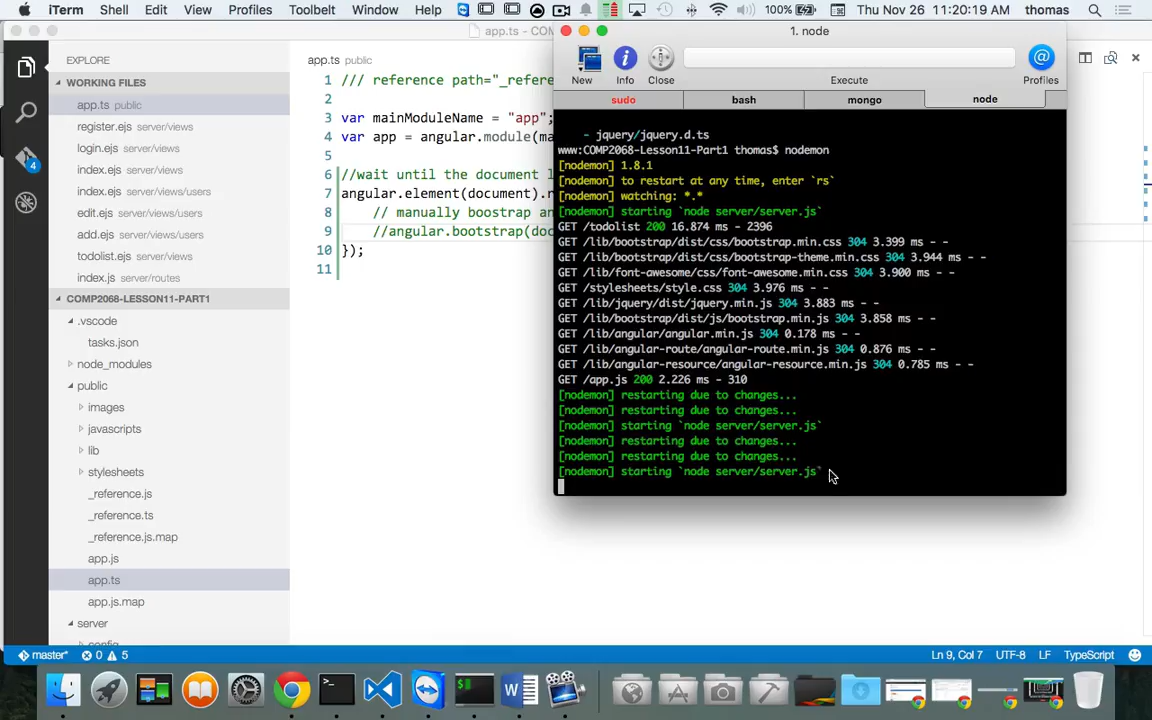 iTerm Shell Edit View Profiles Toolbelt Window Help 100% Thu Nov 26 11:20:19 AM thomas
EXPLORE
WORKING FILES
app.ts public
register.ejs server/views
login.ejs server/views
index.ejs server/views
index.ejs server/views/users
edit.ejs server/views/users
add.ejs server/views/users
todolist.ejs server/views
index.js server/routes
COMP2068-LESSON11-PART1
.vscode
tasks.json
node_modules
public
images
javascripts
lib
stylesheets
_reference.js
_reference.ts
_reference.js.map
app.js
app.ts
app.js.map
server
4
app.ts — COM
app.ts public
1 /// reference path="_refere
2
3 var mainModuleName = "app";
4 var app = angular.module(ma
5
6 //wait until the document l
7 angular.element(document).r
8 // manually boostrap an
9 //angular.bootstrap(doc
10 });
11
1. node
New Info Close Execute Profiles
sudo bash mongo node
- jquery/jquery.d.ts
www:COMP2068-Lesson11-Part1 thomas$ nodemon
[nodemon] 1.8.1
[nodemon] to restart at any time, enter `rs`
[nodemon] watching: *.*
[nodemon] starting `node server/server.js`
GET /todolist 200 16.874 ms - 2396
GET /lib/bootstrap/dist/css/bootstrap.min.css 304 3.399 ms - -
GET /lib/bootstrap/dist/css/bootstrap-theme.min.css 304 3.944 ms - -
GET /lib/font-awesome/css/font-awesome.min.css 304 3.900 ms - -
GET /stylesheets/style.css 304 3.976 ms - -
GET /lib/jquery/dist/jquery.min.js 304 3.883 ms - -
GET /lib/bootstrap/dist/js/bootstrap.min.js 304 3.858 ms - -
GET /lib/angular/angular.min.js 304 0.178 ms - -
GET /lib/angular-route/angular-route.min.js 304 0.876 ms - -
GET /lib/angular-resource/angular-resource.min.js 304 0.785 ms - -
GET /app.js 200 2.226 ms - 310
[nodemon] restarting due to changes...
[nodemon] restarting due to changes...
[nodemon] starting `node server/server.js`
[nodemon] restarting due to changes...
[nodemon] restarting due to changes...
[nodemon] starting `node server/server.js`
master* 0 5 Ln 9, Col 7 UTF-8 LF TypeScript